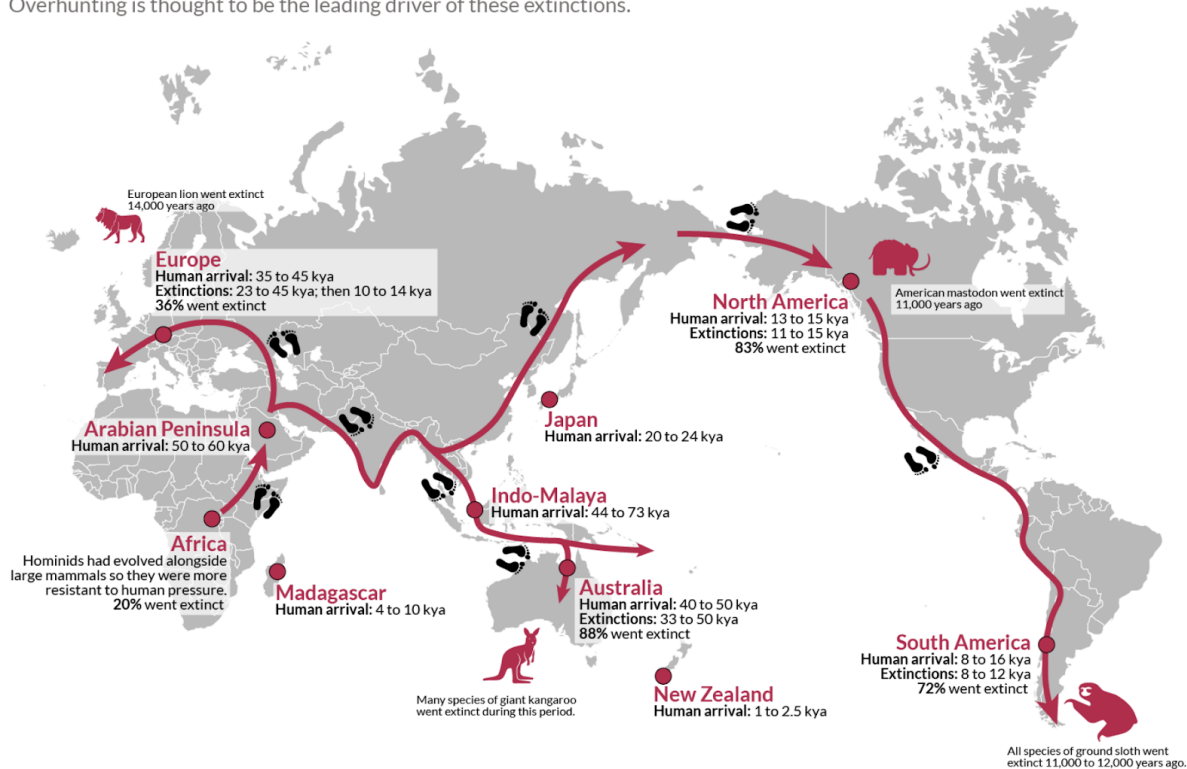 Overhunting is thought to be the leading driver of these extinctions.
European lion went extinct
14,000 years ago
Europe
Human arrival: 35 to 45 kya
Extinctions: 23 to 45 kya; then 10 to 14 kya
36% went extinct
American mastodon went extinct
11,000 years ago
North America
Human arrival: 13 to 15 kya
Extinctions: 11 to 15 kya
83% went extinct
Arabian Peninsula
Human arrival: 50 to 60 kya
Japan
Human arrival: 20 to 24 kya
Indo-Malaya
Human arrival: 44 to 73 kya
Africa
Hominids had evolved alongside
large mammals so they were more
resistant to human pressure.
20% went extinct
Madagascar
Human arrival: 4 to 10 kya
Australia
Human arrival: 40 to 50 kya
Extinctions: 33 to 50 kya
88% went extinct
Many species of giant kangaroo
went extinct during this period.
New Zealand
Human arrival: 1 to 2.5 kya
South America
Human arrival: 8 to 16 kya
Extinctions: 8 to 12 kya
72% went extinct
All species of ground sloth went
extinct 11,000 to 12,000 years ago.